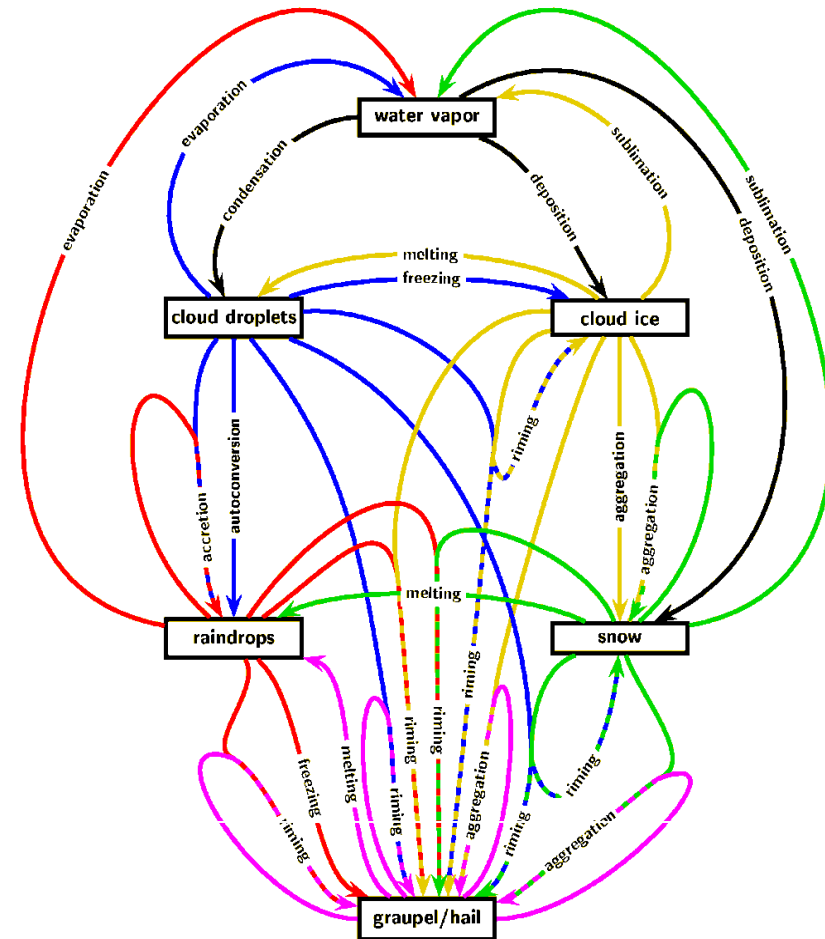 water vapor
evaporation
evaporation
condensation
deposition
sublimation
sublimation
deposition
melting
freezing
cloud droplets
cloud ice
riming
accretion
autoconversion
aggregation
aggregation
melting
raindrops
snow
riming
freezing
melting
riming
riming
riming
riming
aggregation
riming
riming
aggregation
graupel/hail